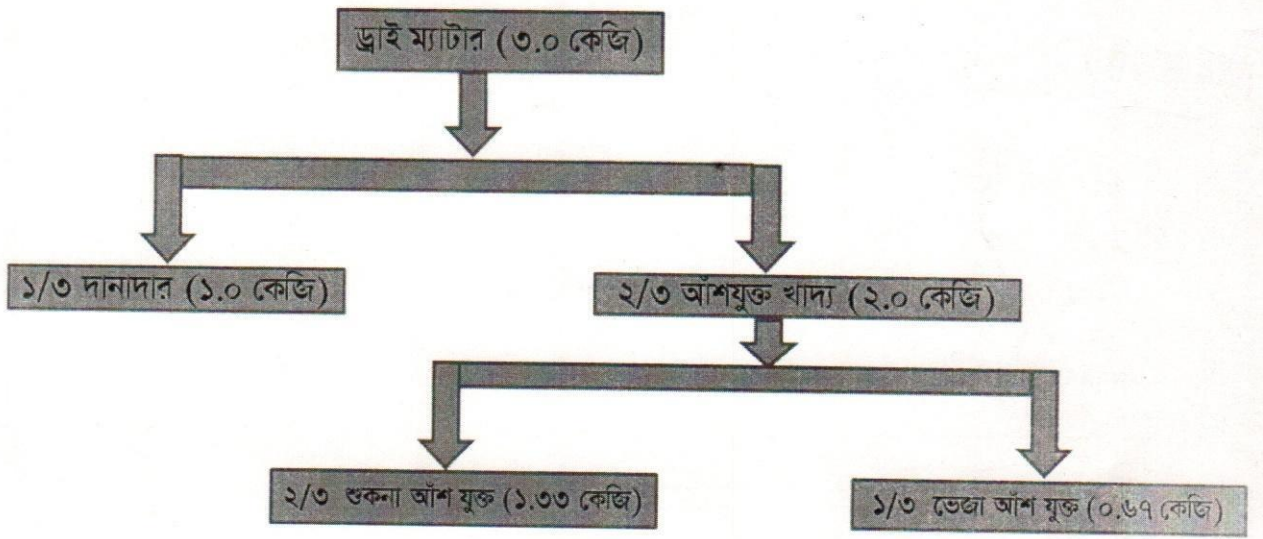 ড্রাই ম্যাটার (৩.০ কেজি)
১/৩ দানাদার (১.০ কেজি)
২/৩ আঁশযুক্ত খাদ্য (২.০ কেজি)
২/৩ শুকনা আঁশ যুক্ত (১.৩৩ কেজি)
১/৩ ভেজা আঁশ যুক্ত (০.৬৭ কেজি)